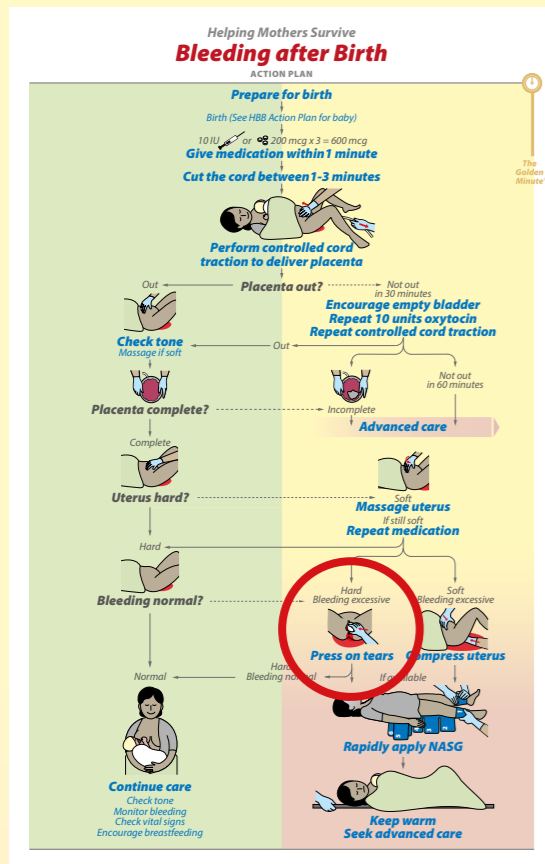 Helping Mothers Survive
Bleeding after Birth
ACTION PLAN
Prepare for birth
Birth (See HBB Action Plan for baby)
10 IU or 200 mcg x 3 = 600 mcg
Give medication within 1 minute
Cut the cord between 1-3 minutes
The
Golden
Minute
Perform controlled cord
traction to deliver placenta
Out
Placenta out?
Not out
in 30 minutes
Encourage empty bladder
Repeat 10 units oxytocin
Repeat controlled cord traction
Out
Check tone
Massage if soft
Not out
in 60 minutes
Placenta complete?
Incomplete
Advanced care
Complete
Uterus hard?
Soft
Massage uterus
If still soft
Repeat medication
Hard
Bleeding normal?
Hard
Bleeding excessive
Soft
Bleeding excessive
Press on tears
Compress uterus
Normal
Hard
Bleeding normal
If available
Rapidly apply NASG
Continue care
Check tone
Monitor bleeding
Check vital signs
Encourage breastfeeding
Keep warm
Seek advanced care